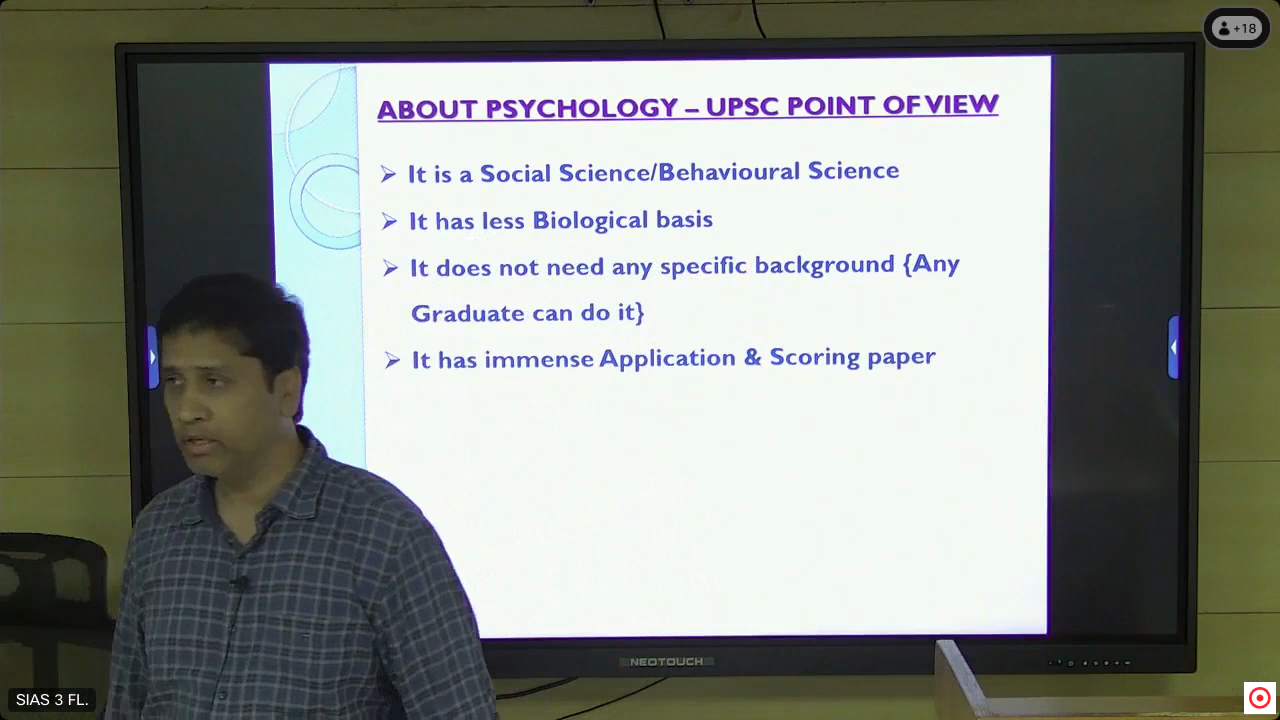 +18
ABOUT PSYCHOLOGY – UPSC POINT OF VIEW
➢ It is a Social Science/Behavioural Science
➢ It has less Biological basis
➢ It does not need any specific background {Any
Graduate can do it}
➢ It has immense Application & Scoring paper
NEOTOUCH
SIAS 3 FL.